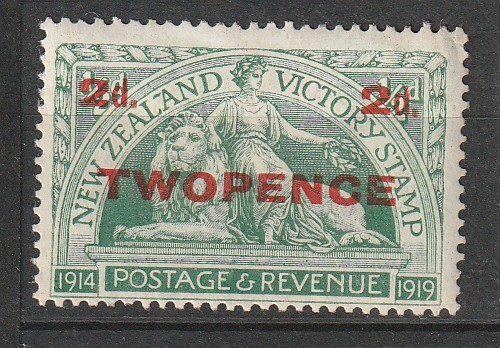 2d. 2d.
NEW ZEALAND VICTORY STAMP
TWOPENCE
1914 POSTAGE & REVENUE 1919